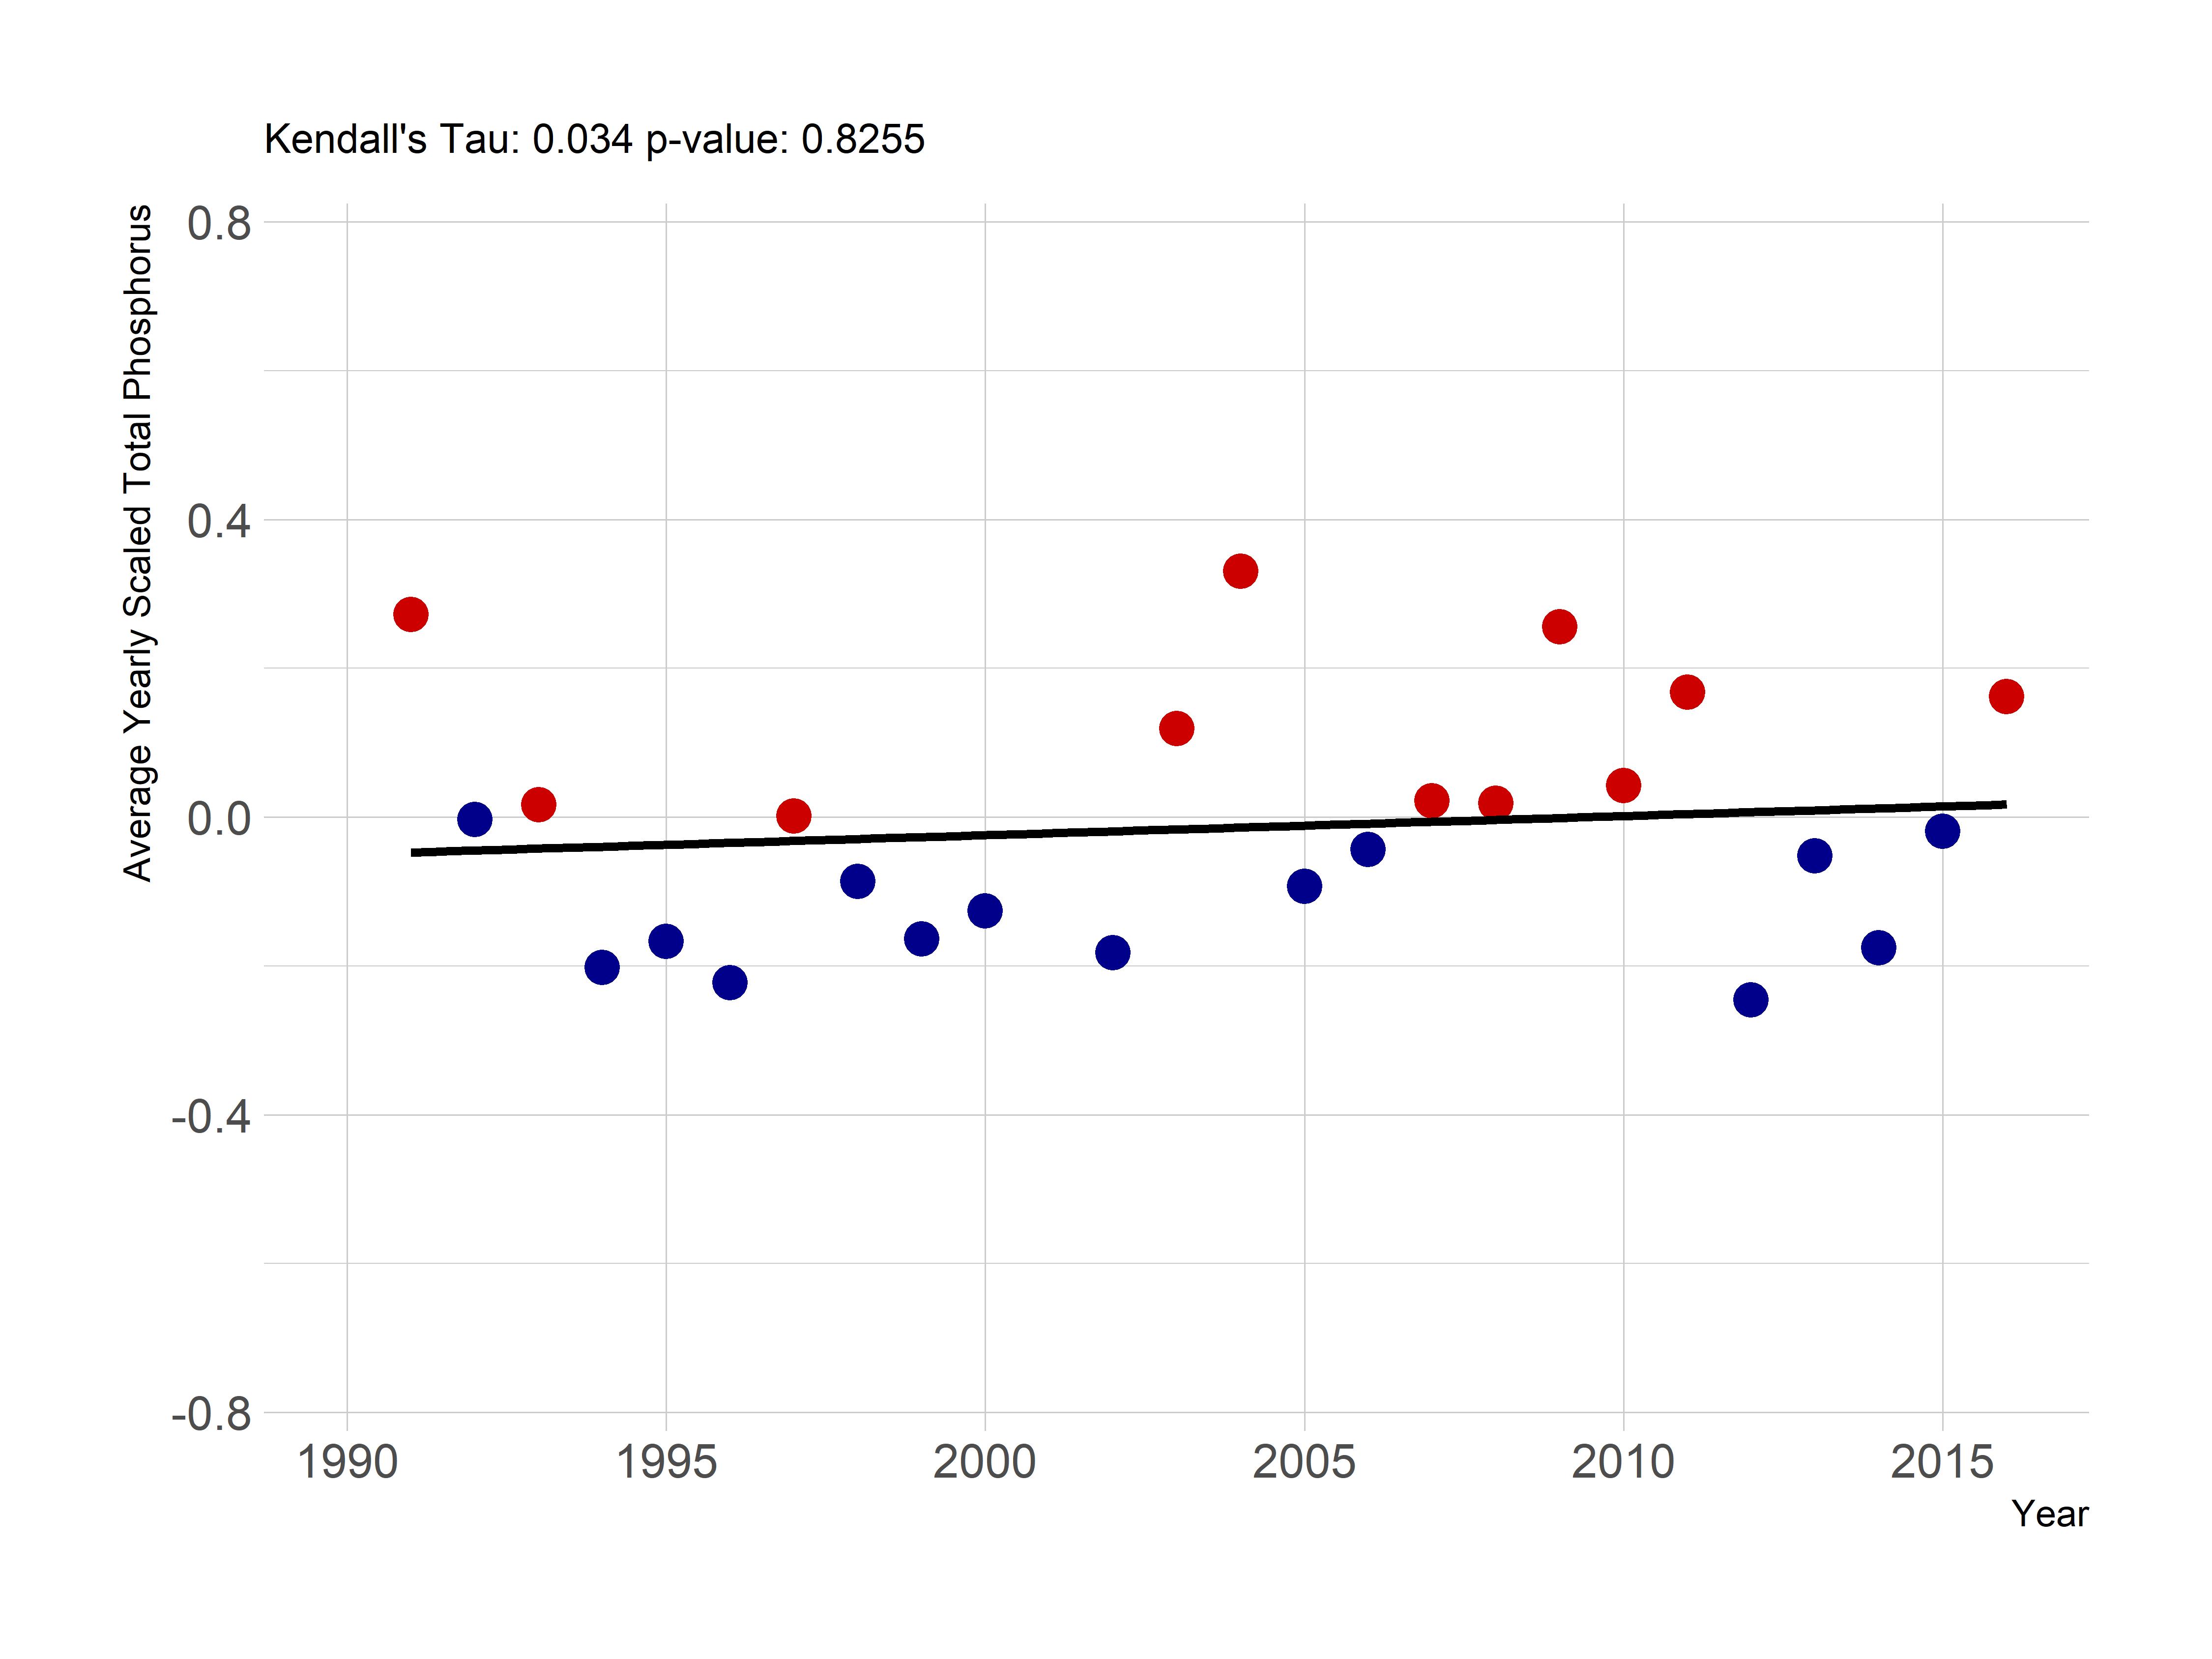 Kendall's Tau: 0.034 p-value: 0.8255
Average Yearly Scaled Total Phosphorus
0.8
0.4
0.0
-0.4
-0.8
1990 1995 2000 2005 2010 2015
Year